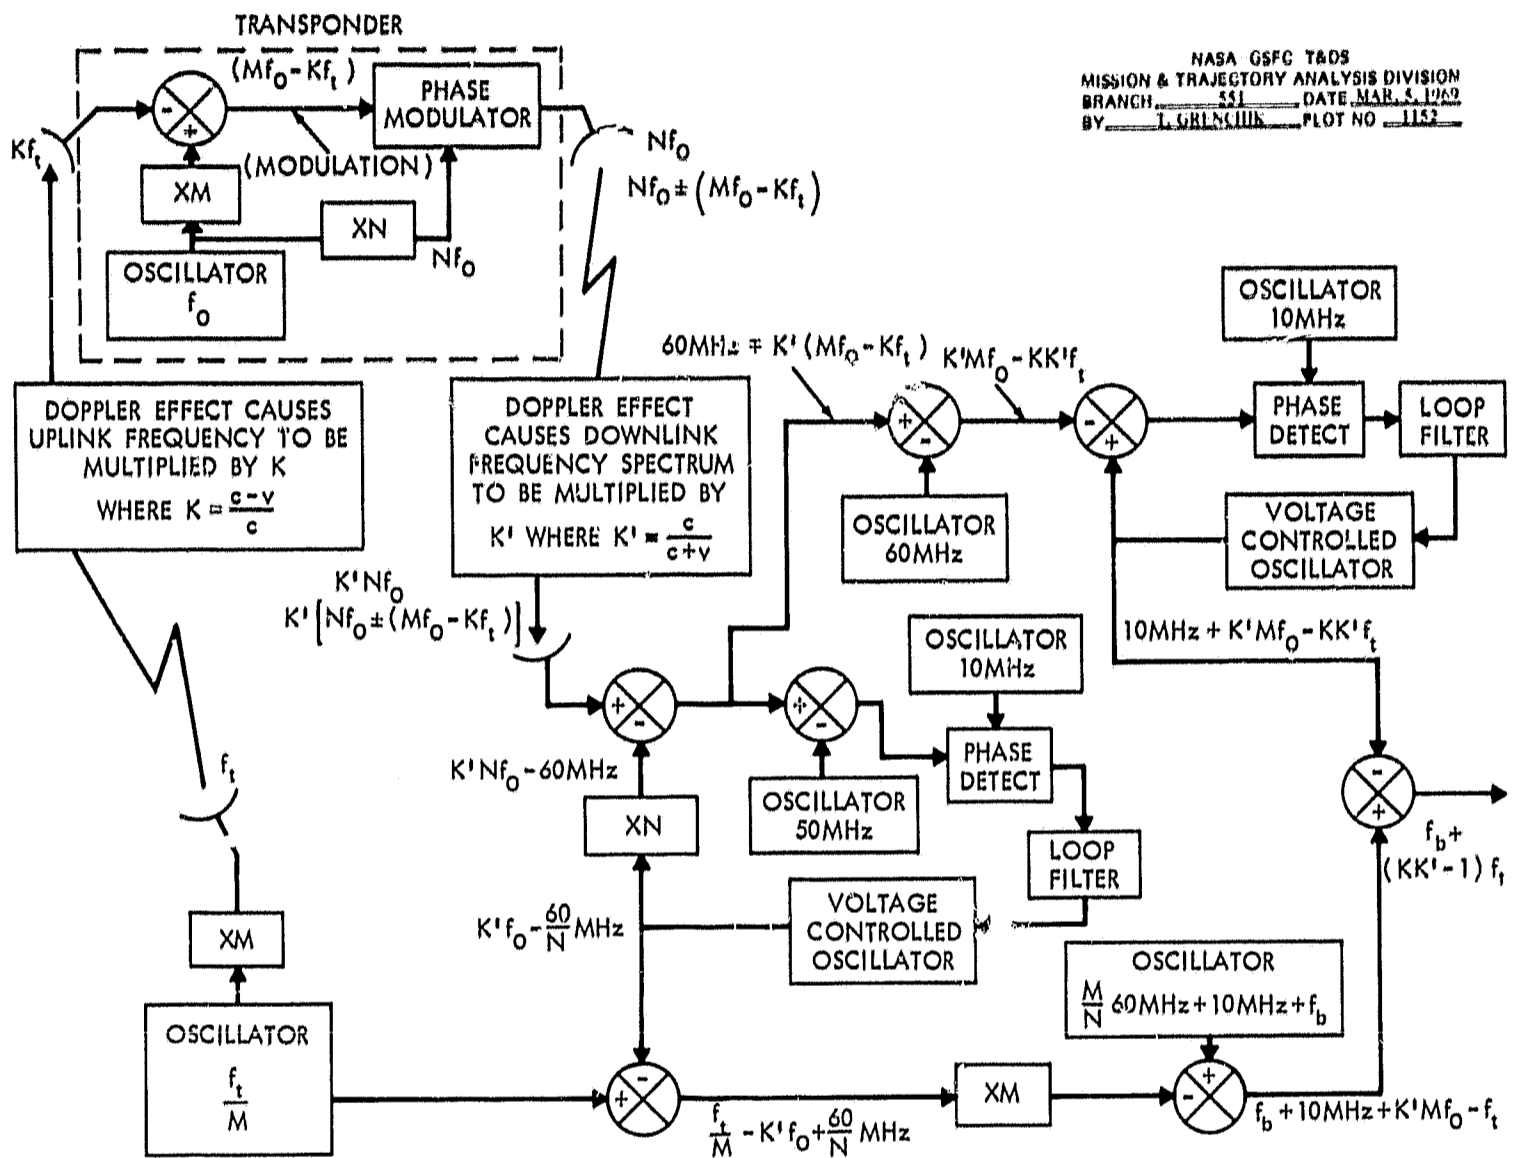 TRANSPONDER
(Mf₀-Kfₜ)
PHASE
MODULATOR
(MODULATION)
Kfₜ
XM
XN
Nf₀
OSCILLATOR
f₀
Nf₀
Nf₀ ± (Mf₀-Kfₜ)
NASA GSFC T&DS
MISSION & TRAJECTORY ANALYSIS DIVISION
BRANCH 551 DATE MAR. 5, 1969
BY T. GRENCHIK PLOT NO 1152
DOPPLER EFFECT CAUSES
UPLINK FREQUENCY TO BE
MULTIPLIED BY K
WHERE K = c-v/c
DOPPLER EFFECT
CAUSES DOWNLINK
FREQUENCY SPECTRUM
TO BE MULTIPLIED BY
K' WHERE K' = c/c+v
60MHz ∓ K' (Mf₀-Kfₜ)
K'Mf₀-KK'fₜ
OSCILLATOR
10MHz
PHASE
DETECT
LOOP
FILTER
OSCILLATOR
60MHz
VOLTAGE
CONTROLLED
OSCILLATOR
10MHz + K'Mf₀-KK'fₜ
K'Nf₀
K'[Nf₀±(Mf₀-Kfₜ)]
OSCILLATOR
10MHz
PHASE
DETECT
K'Nf₀-60MHz
OSCILLATOR
50MHz
XN
LOOP
FILTER
fₜ
K'f₀-60/N MHz
VOLTAGE
CONTROLLED
OSCILLATOR
f_b+
(KK'-1) fₜ
XM
OSCILLATOR
M/N 60MHz+10MHz+f_b
OSCILLATOR
fₜ/M
XM
fₜ/M - K'f₀+60/N MHz
f_b+10MHz+K'Mf₀-fₜ